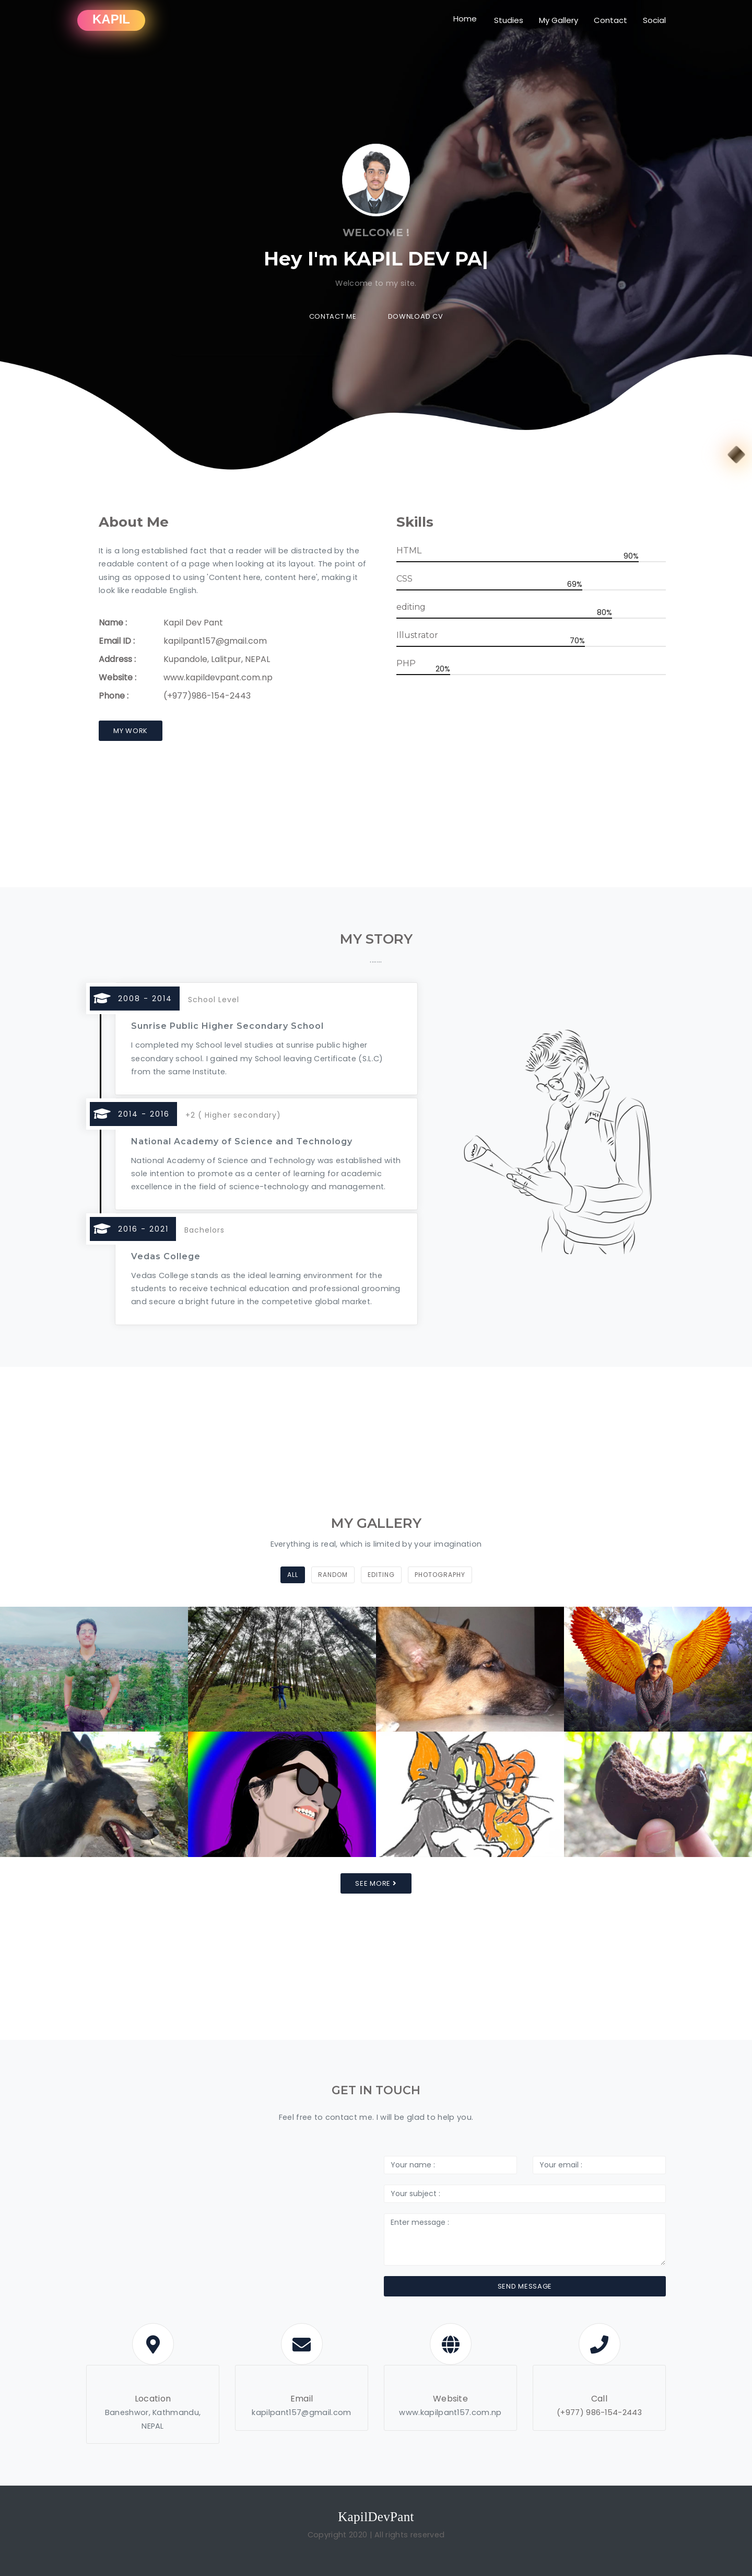 KAPIL
Home Studies My Gallery Contact Social
WELCOME !
Hey I'm KAPIL DEV PA|
Welcome to my site.
CONTACT ME DOWNLOAD CV
About Me
It is a long established fact that a reader will be distracted by the
readable content of a page when looking at its layout. The point of
using as opposed to using 'Content here, content here', making it
look like readable English.
Name : Kapil Dev Pant
Email ID : kapilpant157@gmail.com
Address : Kupandole, Lalitpur, NEPAL
Website : www.kapildevpant.com.np
Phone : (+977)986-154-2443
MY WORK
Skills
HTML 90%
CSS 69%
editing 80%
Illustrator 70%
PHP 20%
MY STORY
......
2008 - 2014 School Level
Sunrise Public Higher Secondary School
I completed my School level studies at sunrise public higher
secondary school. I gained my School leaving Certificate (S.L.C)
from the same Institute.
2014 - 2016 +2 ( Higher secondary)
National Academy of Science and Technology
National Academy of Science and Technology was established with
sole intention to promote as a center of learning for academic
excellence in the field of science-technology and management.
2016 - 2021 Bachelors
Vedas College
Vedas College stands as the ideal learning environment for the
students to receive technical education and professional grooming
and secure a bright future in the competetive global market.
MY GALLERY
Everything is real, which is limited by your imagination
ALL RANDOM EDITING PHOTOGRAPHY
SEE MORE >
GET IN TOUCH
Feel free to contact me. I will be glad to help you.
Your name : Your email :
Your subject :
Enter message :
SEND MESSAGE
Location
Baneshwor, Kathmandu,
NEPAL
Email
kapilpant157@gmail.com
Website
www.kapilpant157.com.np
Call
(+977) 986-154-2443
KapilDevPant
Copyright 2020 | All rights reserved